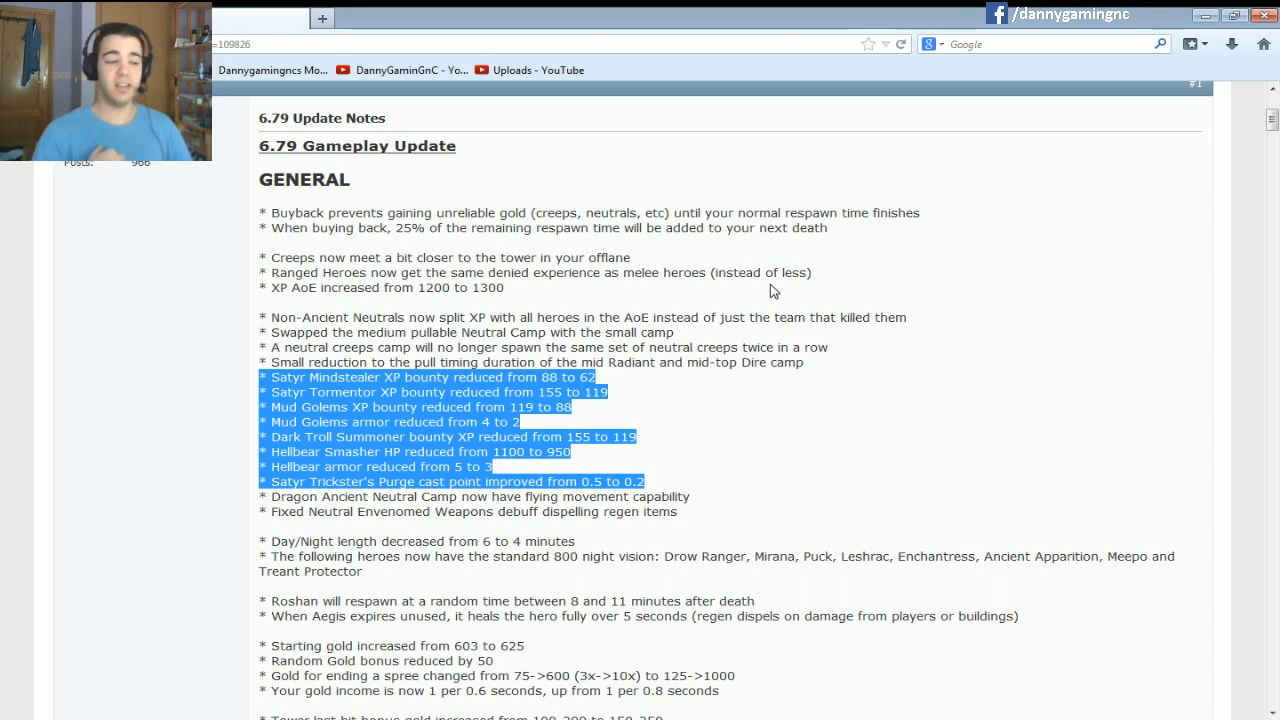 /dannygamingnc
=109826
Google
Dannygamingncs Mo...
DannyGaminGnC - Yo...
Uploads - YouTube
#1
6.79 Update Notes
6.79 Gameplay Update
Posts: 966
GENERAL
* Buyback prevents gaining unreliable gold (creeps, neutrals, etc) until your normal respawn time finishes
* When buying back, 25% of the remaining respawn time will be added to your next death
* Creeps now meet a bit closer to the tower in your offlane
* Ranged Heroes now get the same denied experience as melee heroes (instead of less)
* XP AoE increased from 1200 to 1300
* Non-Ancient Neutrals now split XP with all heroes in the AoE instead of just the team that killed them
* Swapped the medium pullable Neutral Camp with the small camp
* A neutral creeps camp will no longer spawn the same set of neutral creeps twice in a row
* Small reduction to the pull timing duration of the mid Radiant and mid-top Dire camp
* Satyr Mindstealer XP bounty reduced from 88 to 62
* Satyr Tormentor XP bounty reduced from 155 to 119
* Mud Golems XP bounty reduced from 119 to 88
* Mud Golems armor reduced from 4 to 2
* Dark Troll Summoner bounty XP reduced from 155 to 119
* Hellbear Smasher HP reduced from 1100 to 950
* Hellbear armor reduced from 5 to 3
* Satyr Trickster's Purge cast point improved from 0.5 to 0.2
* Dragon Ancient Neutral Camp now have flying movement capability
* Fixed Neutral Envenomed Weapons debuff dispelling regen items
* Day/Night length decreased from 6 to 4 minutes
* The following heroes now have the standard 800 night vision: Drow Ranger, Mirana, Puck, Leshrac, Enchantress, Ancient Apparition, Meepo and
Treant Protector
* Roshan will respawn at a random time between 8 and 11 minutes after death
* When Aegis expires unused, it heals the hero fully over 5 seconds (regen dispels on damage from players or buildings)
* Starting gold increased from 603 to 625
* Random Gold bonus reduced by 50
* Gold for ending a spree changed from 75->600 (3x->10x) to 125->1000
* Your gold income is now 1 per 0.6 seconds, up from 1 per 0.8 seconds
* Tower last hit bonus gold increased from 100-200 to 150-250